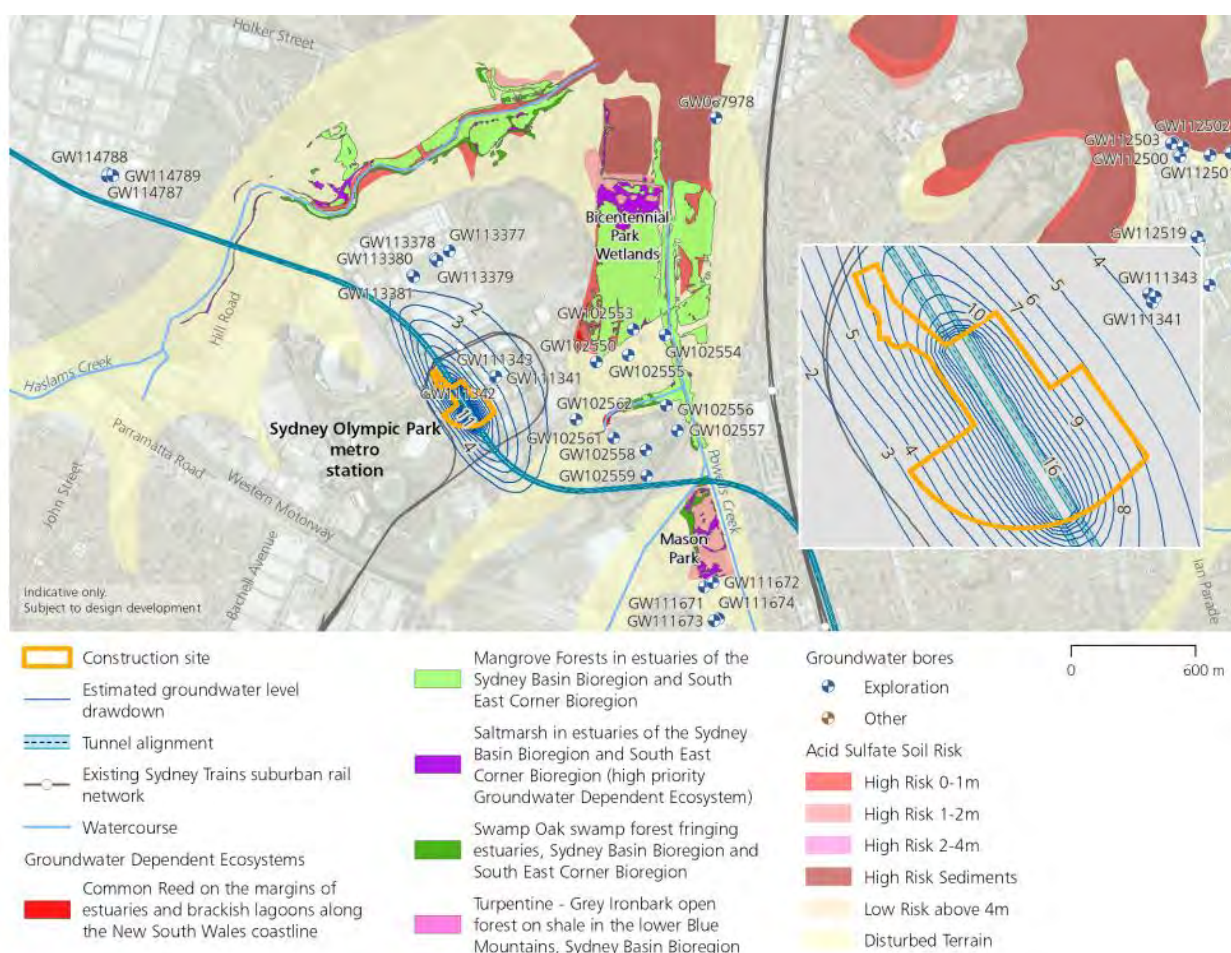 Holker Street
GW114788
GW114789
GW114787
Hill Road
Haslams Creek
Parramatta Road
Western Motorway
John Street
Bachell Avenue
GW113378
GW113377
GW113380
GW113379
GW113381
2
3
GW111343
GW111341
GW111342
4
Sydney Olympic Park
metro
station
Bicentennial
Park
Wetlands
GW102553
GW102550
GW102554
GW102555
GW102562
GW102556
GW102561
GW102557
GW102558
GW102559
Powells Creek
Mason
Park
GW111672
GW111671
GW111674
GW111673
GW112502
GW112503
GW112500
GW112501
GW112519
GW111343
GW111341
Ian Parade
2
3
4
5
10
7
6
5
4
9
16
8
Indicative only.
Subject to design development
Construction site
Estimated groundwater level
drawdown
Tunnel alignment
Existing Sydney Trains suburban rail
network
Watercourse
Groundwater Dependent Ecosystems
Common Reed on the margins of
estuaries and brackish lagoons along
the New South Wales coastline
Mangrove Forests in estuaries of the
Sydney Basin Bioregion and South
East Corner Bioregion
Saltmarsh in estuaries of the Sydney
Basin Bioregion and South East
Corner Bioregion (high priority
Groundwater Dependent Ecosystem)
Swamp Oak swamp forest fringing
estuaries, Sydney Basin Bioregion and
South East Corner Bioregion
Turpentine - Grey Ironbark open
forest on shale in the lower Blue
Mountains, Sydney Basin Bioregion
Groundwater bores
Exploration
Other
Acid Sulfate Soil Risk
High Risk 0-1m
High Risk 1-2m
High Risk 2-4m
High Risk Sediments
Low Risk above 4m
Disturbed Terrain
0
600 m